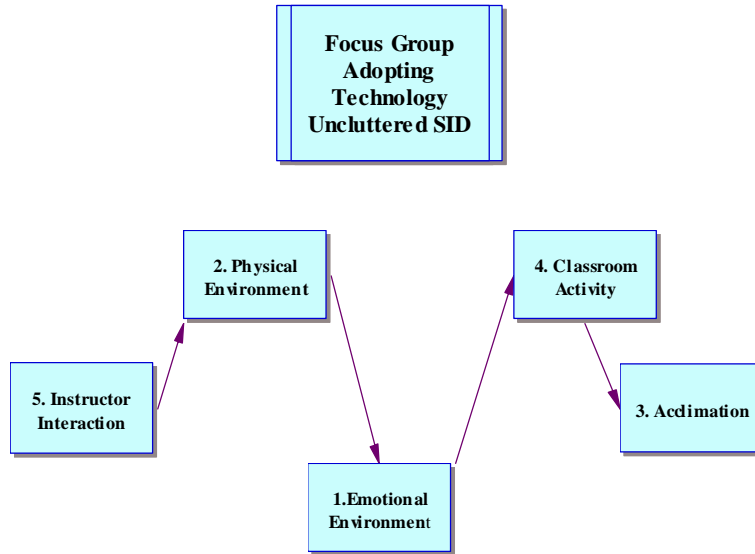 Focus Group
Adopting
Technology
Uncluttered SID
2. Physical
Environment
4. Classroom
Activity
5. Instructor
Interaction
3. Acclimation
1.Emotional
Environment